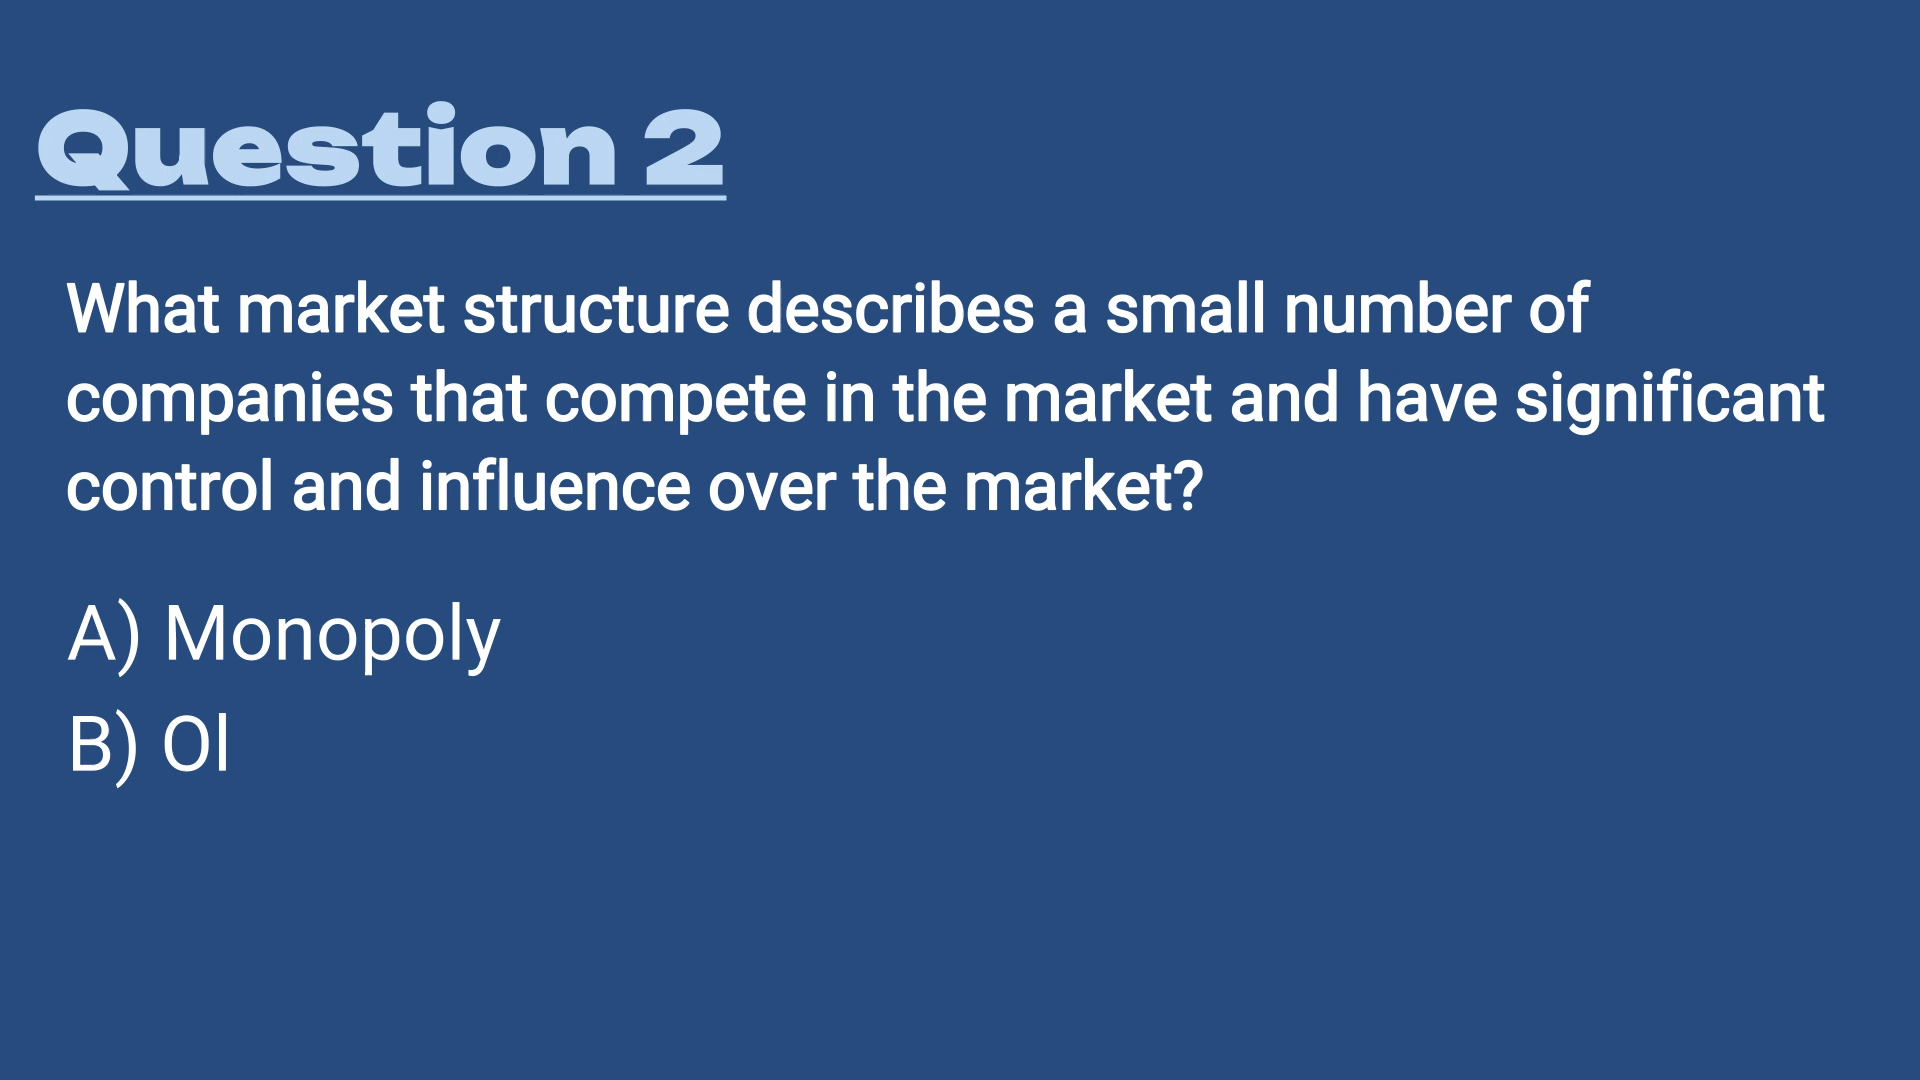 Question 2
What market structure describes a small number of
companies that compete in the market and have significant
control and influence over the market?
A) Monopoly
B) Ol